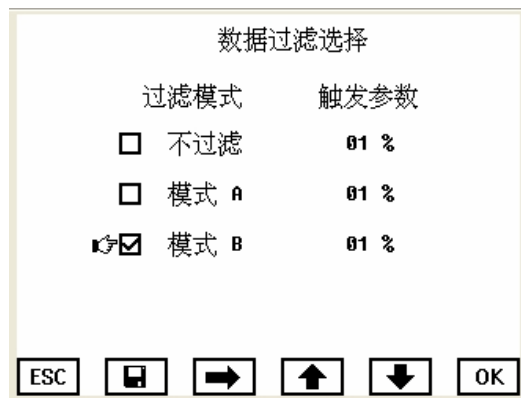 数据过滤选择
过滤模式 触发参数
不过滤 01 %
模式 A 01 %
模式 B 01 %
ESC OK